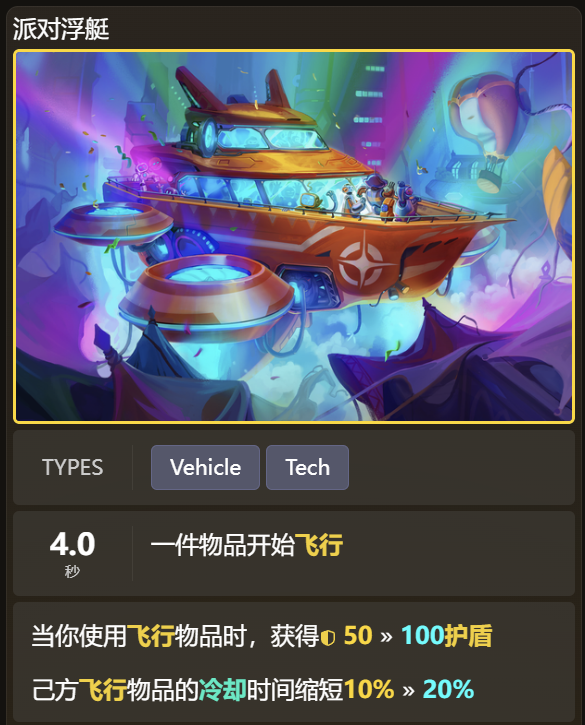 派对浮艇
TYPES
Vehicle
Tech
4.0
秒
一件物品开始飞行
当你使用飞行物品时，获得 50 » 100护盾
己方飞行物品的冷却时间缩短10% » 20%